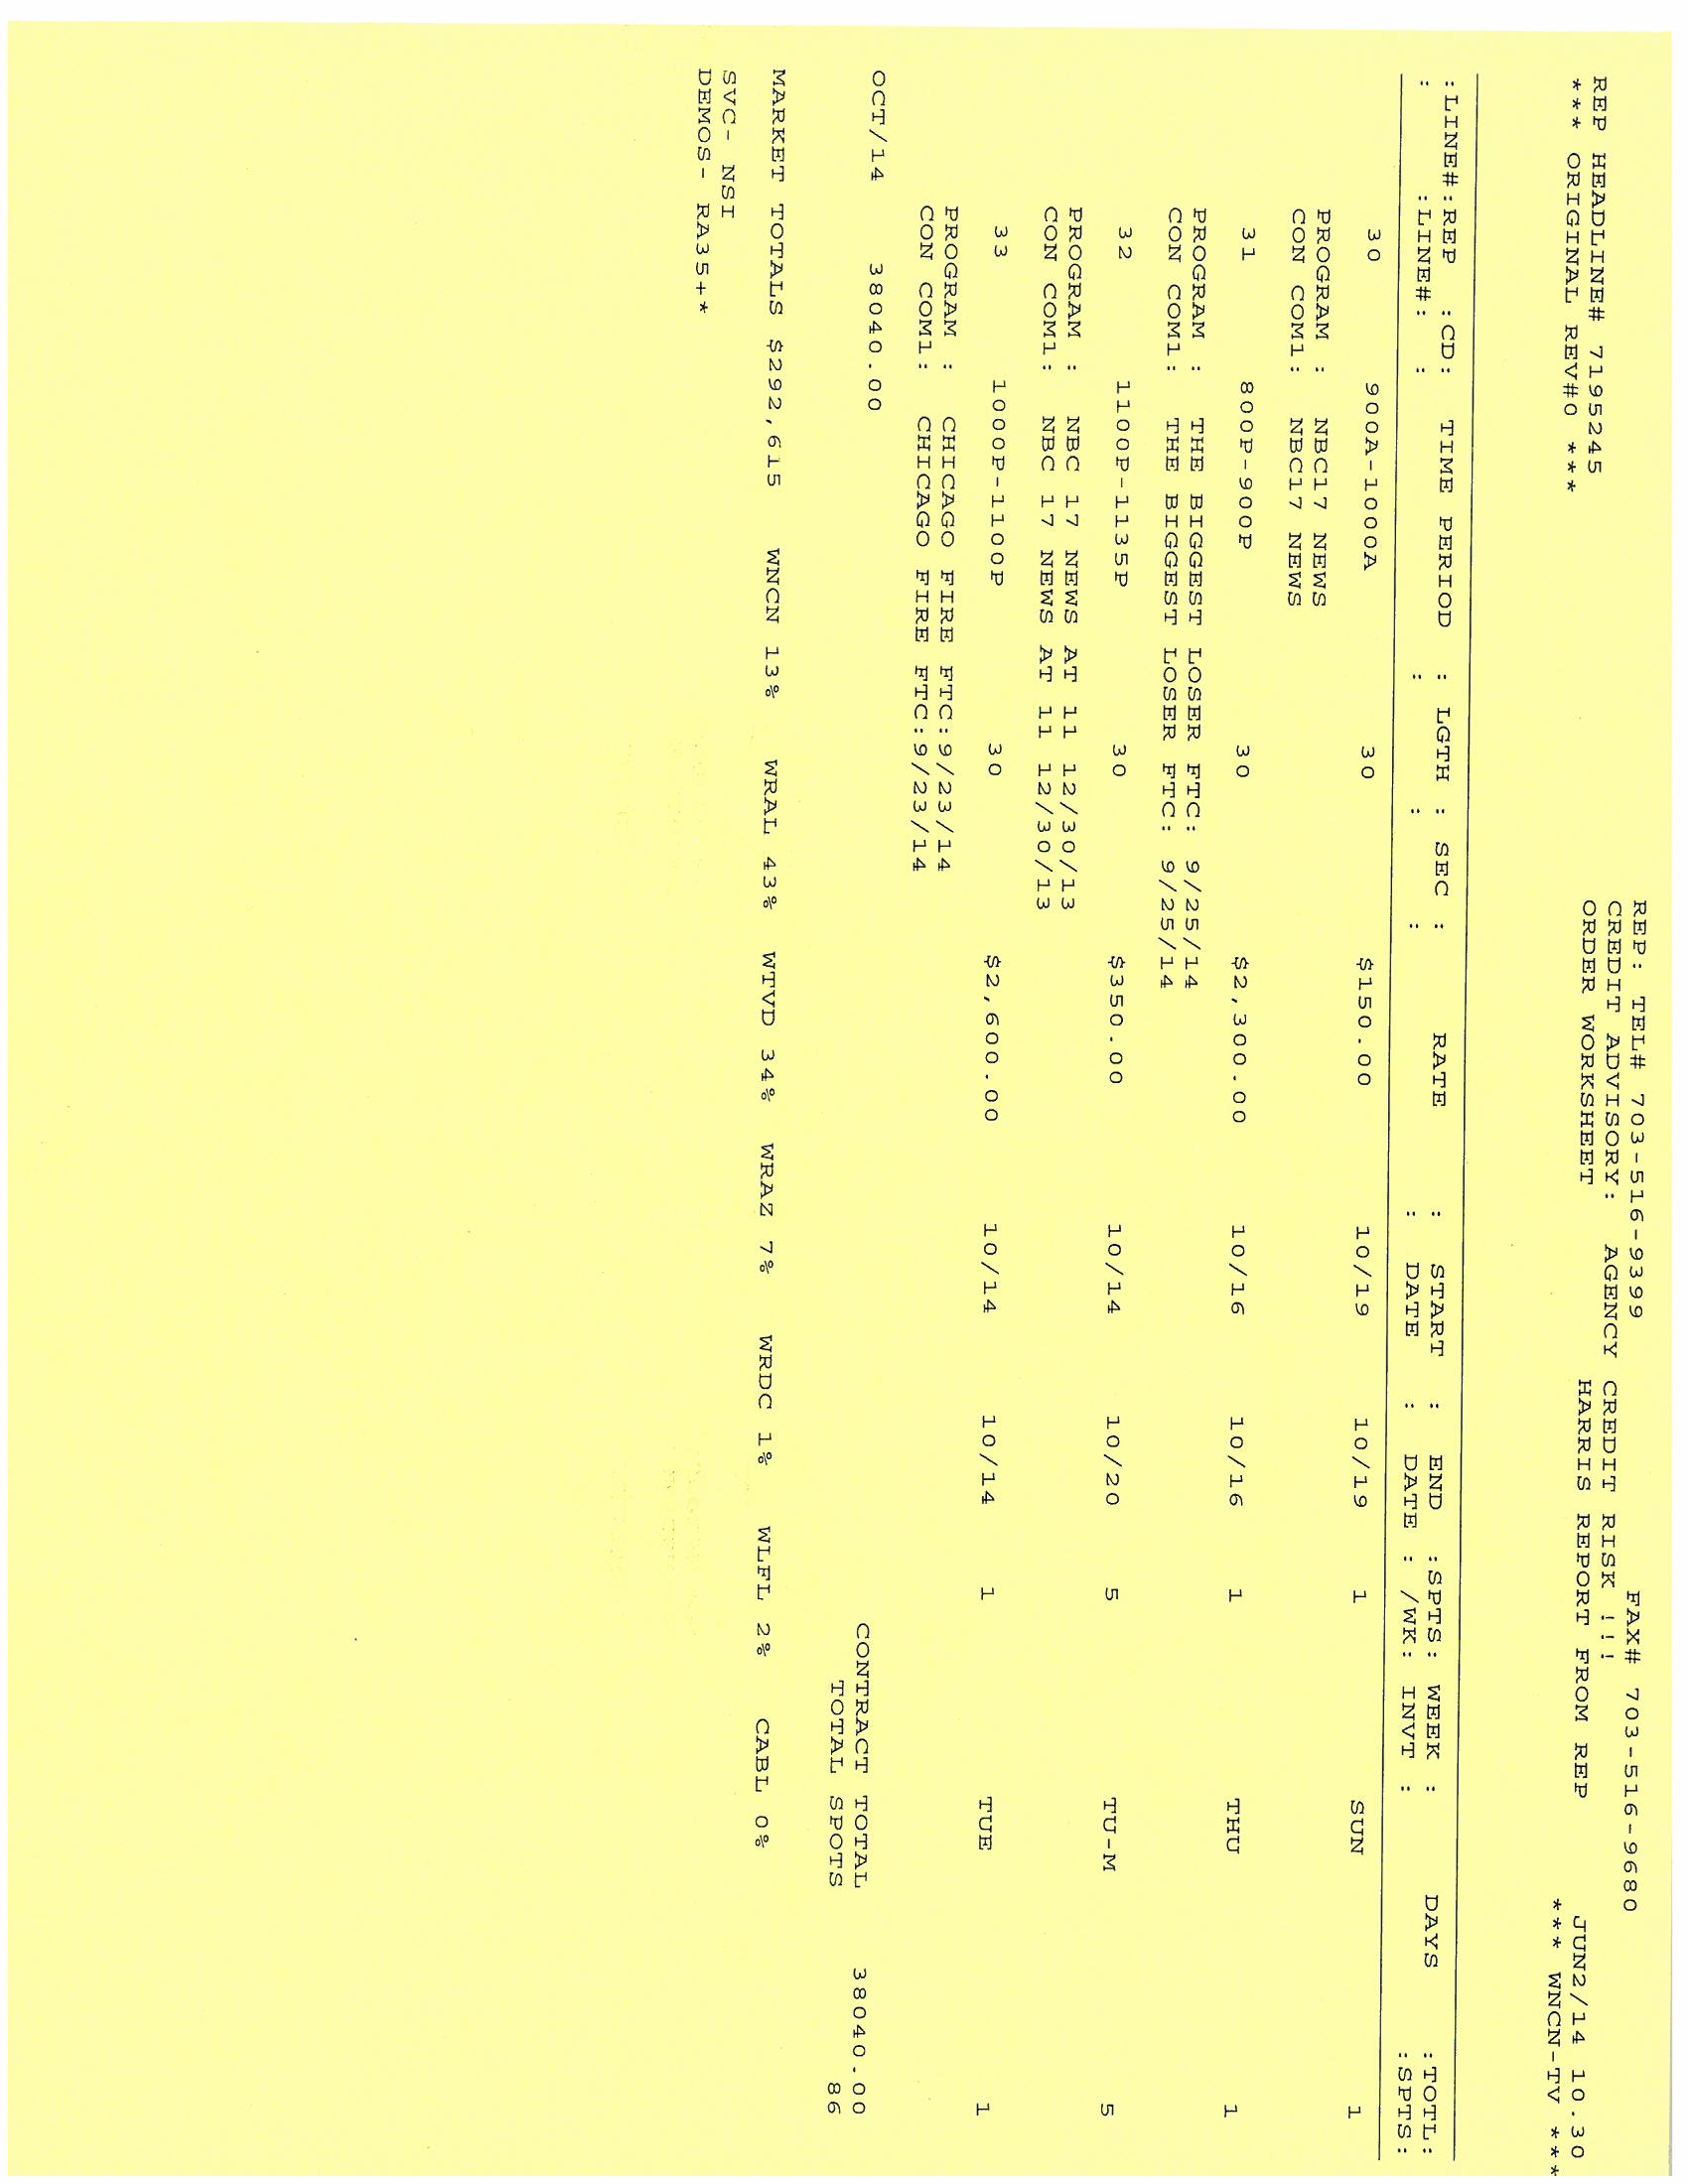 REP: TEL# 703-516-9399 FAX# 703-516-9680
REP HEADLINE# 7195245 CREDIT ADVISORY: AGENCY CREDIT RISK !!! JUN2/14 10.30
*** ORIGINAL REV#0 *** ORDER WORKSHEET HARRIS REPORT FROM REP *** WNCN-TV ***
:LINE#:REP :CD: TIME PERIOD : LGTH : SEC : RATE : START : END :SPTS: WEEK : DAYS :TOTL:
: :LINE#: : : : : : DATE : DATE : /WK: INVT : :SPTS:
30 900A-1000A 30 $150.00 10/19 10/19 1 SUN 1
PROGRAM : NBC17 NEWS
CON COM1: NBC17 NEWS
31 800P-900P 30 $2,300.00 10/16 10/16 1 THU 1
PROGRAM : THE BIGGEST LOSER FTC: 9/25/14
CON COM1: THE BIGGEST LOSER FTC: 9/25/14
32 1100P-1135P 30 $350.00 10/14 10/20 5 TU-M 5
PROGRAM : NBC 17 NEWS AT 11 12/30/13
CON COM1: NBC 17 NEWS AT 11 12/30/13
33 1000P-1100P 30 $2,600.00 10/14 10/14 1 TUE 1
PROGRAM : CHICAGO FIRE FTC:9/23/14
CON COM1: CHICAGO FIRE FTC:9/23/14
OCT/14 38040.00 CONTRACT TOTAL 38040.00
TOTAL SPOTS 86
MARKET TOTALS $292,615 WNCN 13% WRAL 43% WTVD 34% WRAZ 7% WRDC 1% WLFL 2% CABL 0%
SVC- NSI
DEMOS- RA35+*